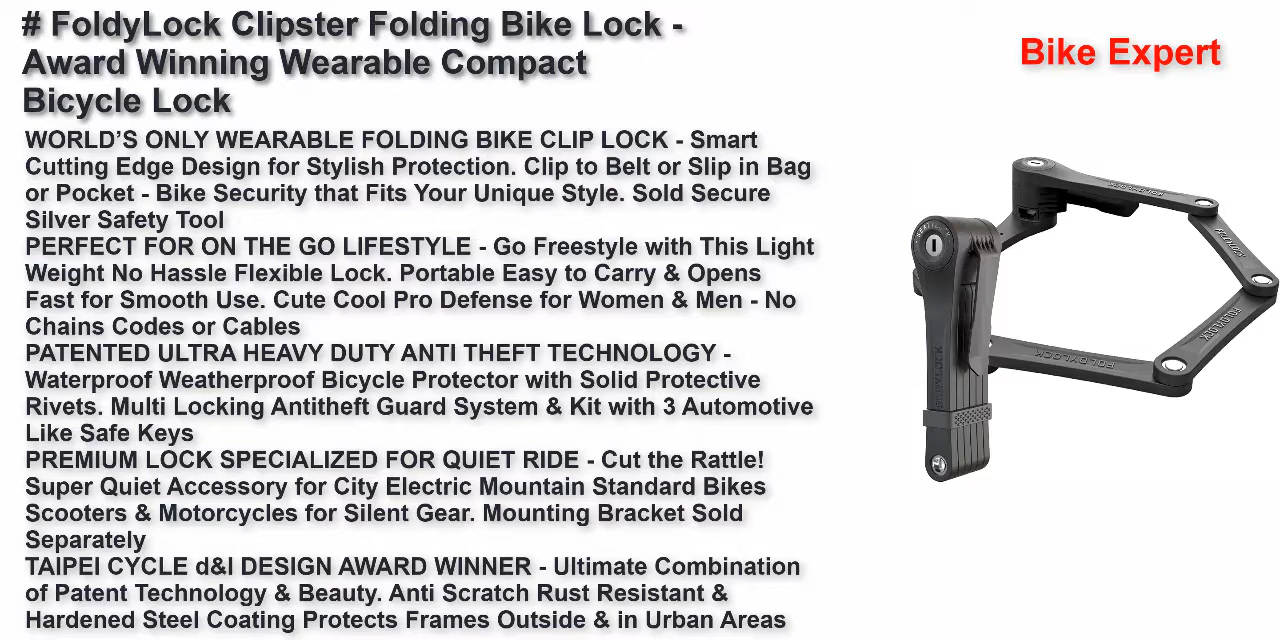 # FoldyLock Clipster Folding Bike Lock -
Award Winning Wearable Compact
Bicycle Lock
Bike Expert
WORLD’S ONLY WEARABLE FOLDING BIKE CLIP LOCK - Smart
Cutting Edge Design for Stylish Protection. Clip to Belt or Slip in Bag
or Pocket - Bike Security that Fits Your Unique Style. Sold Secure
Silver Safety Tool
PERFECT FOR ON THE GO LIFESTYLE - Go Freestyle with This Light
Weight No Hassle Flexible Lock. Portable Easy to Carry & Opens
Fast for Smooth Use. Cute Cool Pro Defense for Women & Men - No
Chains Codes or Cables
PATENTED ULTRA HEAVY DUTY ANTI THEFT TECHNOLOGY -
Waterproof Weatherproof Bicycle Protector with Solid Protective
Rivets. Multi Locking Antitheft Guard System & Kit with 3 Automotive
Like Safe Keys
PREMIUM LOCK SPECIALIZED FOR QUIET RIDE - Cut the Rattle!
Super Quiet Accessory for City Electric Mountain Standard Bikes
Scooters & Motorcycles for Silent Gear. Mounting Bracket Sold
Separately
TAIPEI CYCLE d&I DESIGN AWARD WINNER - Ultimate Combination
of Patent Technology & Beauty. Anti Scratch Rust Resistant &
Hardened Steel Coating Protects Frames Outside & in Urban Areas
FOLDYLOCK
FOLDYLOCK
FOLDYLOCK
FOLDYLOCK